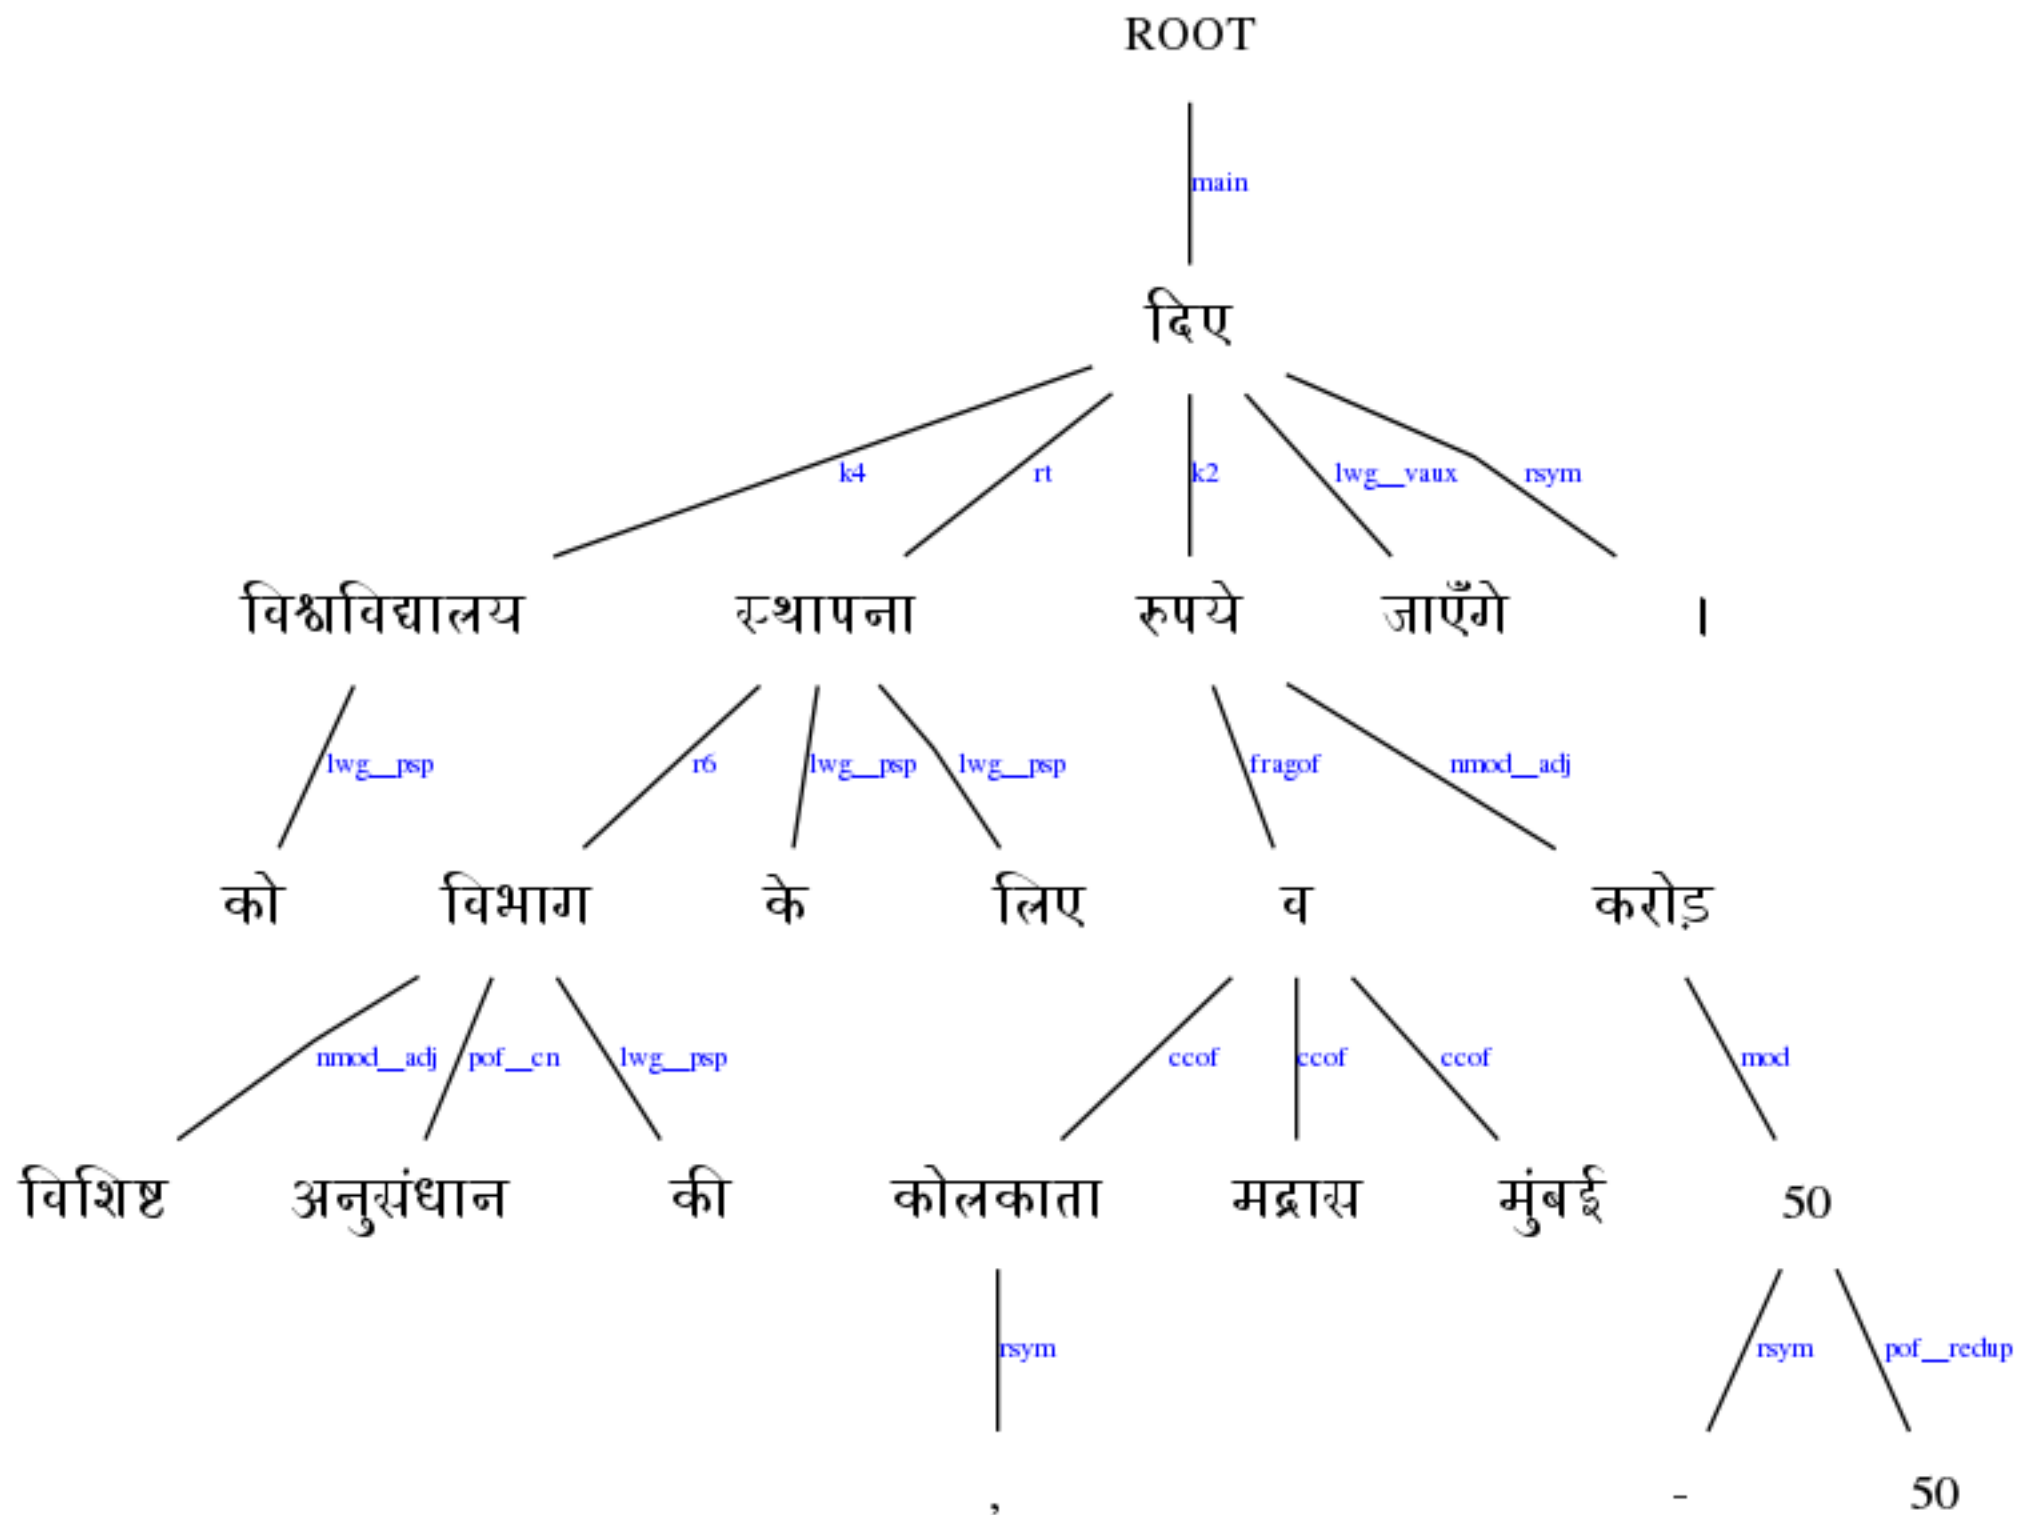 ROOT
main
दिए
k4 rt k2 lwg__vaux rsym
विश्वविद्यालय स्थापना रुपये जाएँगे ।
lwg__psp r6 lwg__psp lwg__psp fragof nmod__adj
को विभाग के लिए व करोड़
nmod__adj pof__cn lwg__psp ccof ccof ccof mod
विशिष्ट अनुसंधान की कोलकाता मद्रास मुंबई 50
rsym rsym pof__redup
, - 50